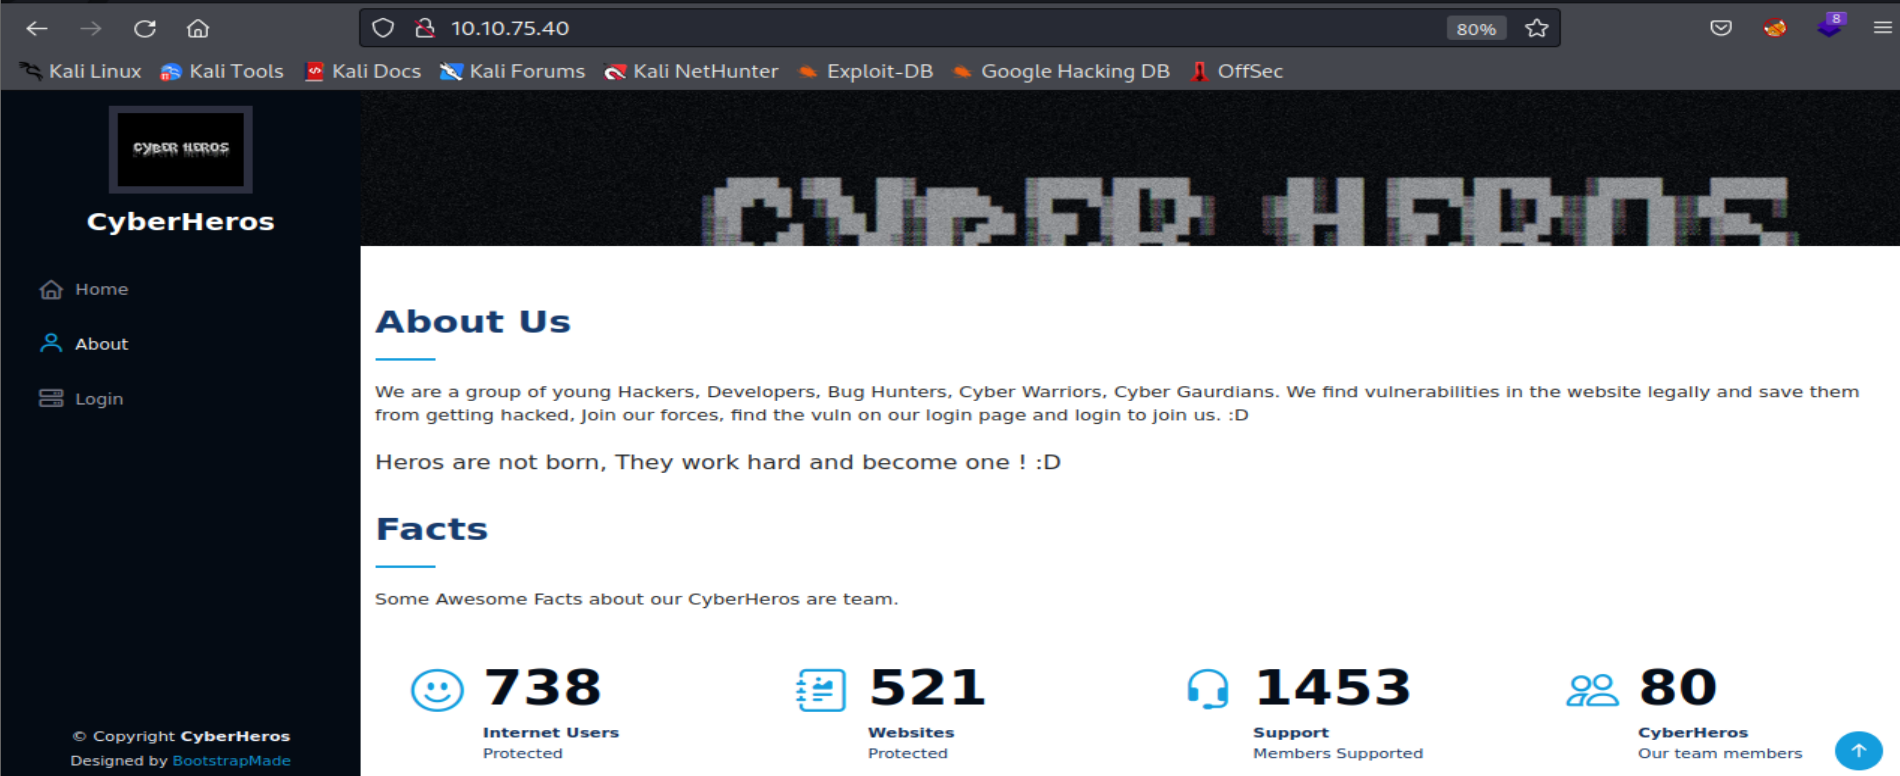 10.10.75.40
80%
8
Kali Linux
Kali Tools
Kali Docs
Kali Forums
Kali NetHunter
Exploit-DB
Google Hacking DB
OffSec
CYBER HEROS
CyberHeros
Home
About
Login
© Copyright CyberHeros
Designed by BootstrapMade
CYBER HEROS
About Us
We are a group of young Hackers, Developers, Bug Hunters, Cyber Warriors, Cyber Gaurdians. We find vulnerabilities in the website legally and save them
from getting hacked, Join our forces, find the vuln on our login page and login to join us. :D
Heros are not born, They work hard and become one ! :D
Facts
Some Awesome Facts about our CyberHeros are team.
738
Internet Users
Protected
521
Websites
Protected
1453
Support
Members Supported
80
CyberHeros
Our team members